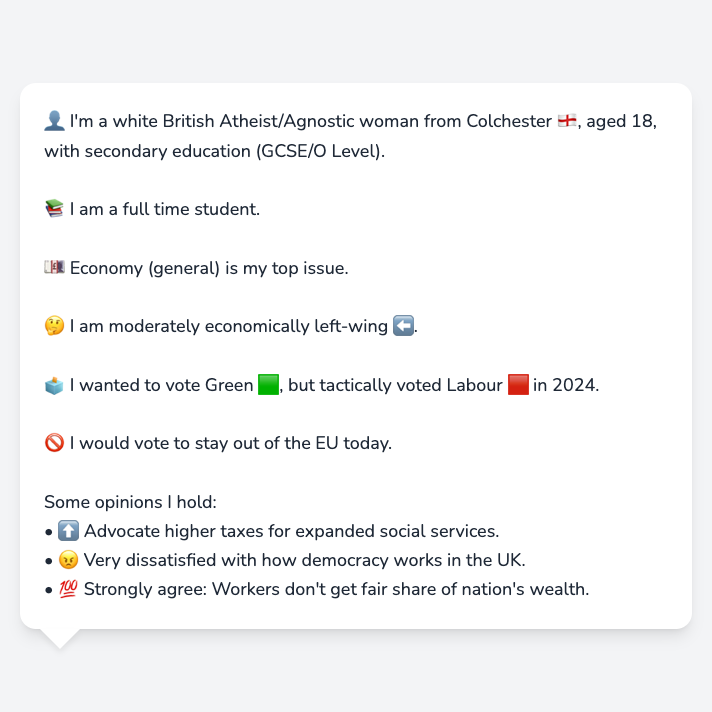 👤 I'm a white British Atheist/Agnostic woman from Colchester 🏴󠁧󠁢󠁥󠁮󠁧󠁿, aged 18,
with secondary education (GCSE/O Level).
📚 I am a full time student.
💷 Economy (general) is my top issue.
🤔 I am moderately economically left-wing ⬅️.
🗳️ I wanted to vote Green 🟩, but tactically voted Labour 🟥 in 2024.
🚫 I would vote to stay out of the EU today.
Some opinions I hold:
• ⬆️ Advocate higher taxes for expanded social services.
• 😠 Very dissatisfied with how democracy works in the UK.
• 💯 Strongly agree: Workers don't get fair share of nation's wealth.